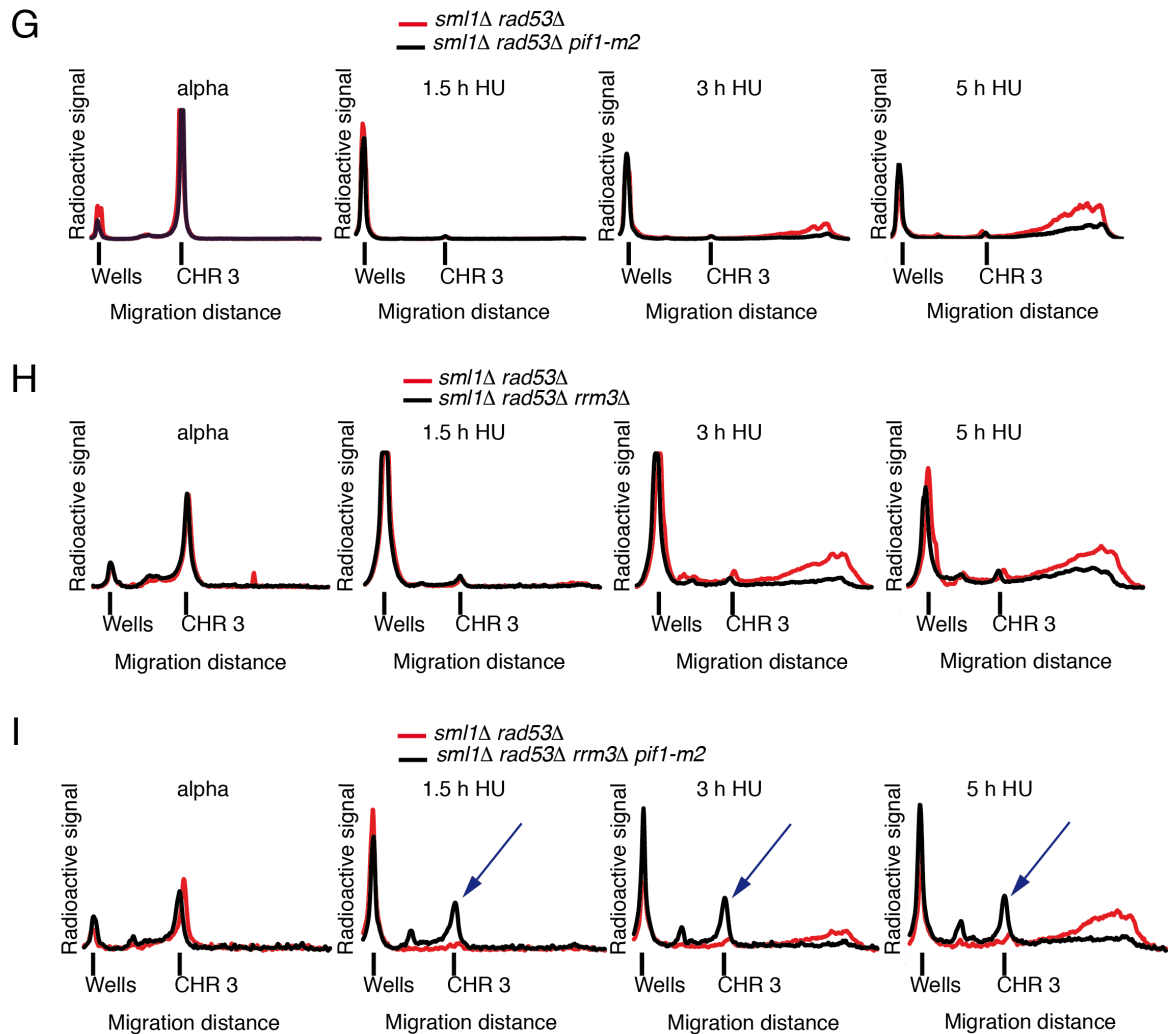 G
sml1Δ rad53Δ
sml1Δ rad53Δ pif1-m2
alpha
1.5 h HU
3 h HU
5 h HU
Radioactive signal
Radioactive signal
Radioactive signal
Radioactive signal
Wells CHR 3
Wells CHR 3
Wells CHR 3
Wells CHR 3
Migration distance
Migration distance
Migration distance
Migration distance
H
sml1Δ rad53Δ
sml1Δ rad53Δ rrm3Δ
alpha
1.5 h HU
3 h HU
5 h HU
Radioactive signal
Radioactive signal
Radioactive signal
Radioactive signal
Wells CHR 3
Wells CHR 3
Wells CHR 3
Wells CHR 3
Migration distance
Migration distance
Migration distance
Migration distance
I
sml1Δ rad53Δ
sml1Δ rad53Δ rrm3Δ pif1-m2
alpha
1.5 h HU
3 h HU
5 h HU
Radioactive signal
Radioactive signal
Radioactive signal
Radioactive signal
Wells CHR 3
Wells CHR 3
Wells CHR 3
Wells CHR 3
Migration distance
Migration distance
Migration distance
Migration distance